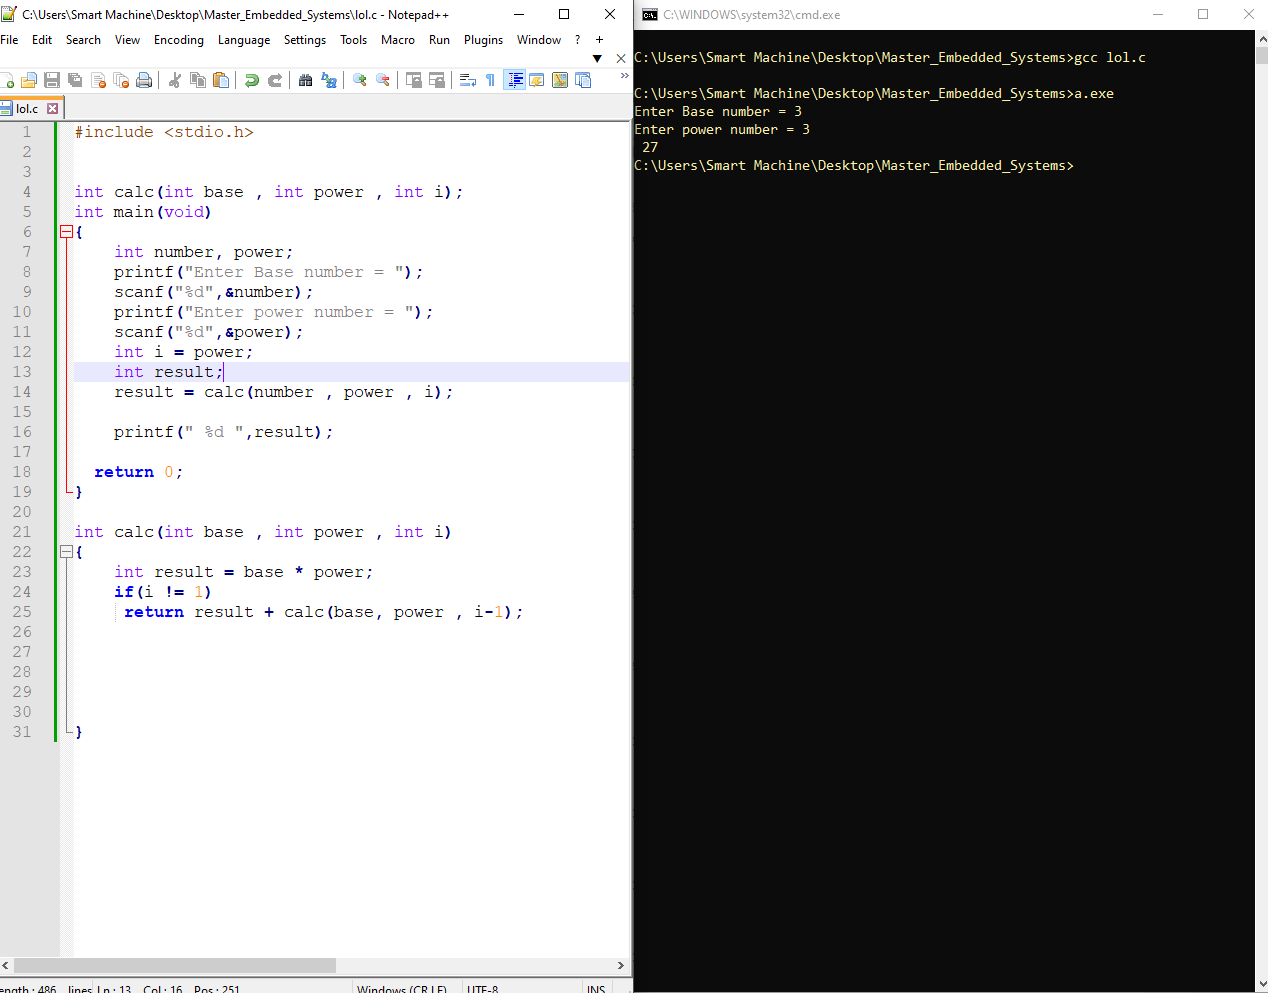 C:\Users\Smart Machine\Desktop\Master_Embedded_Systems\lol.c - Notepad++
File Edit Search View Encoding Language Settings Tools Macro Run Plugins Window ? +
lol.c
1 #include <stdio.h>
2
3
4 int calc(int base , int power , int i);
5 int main(void)
6 {
7 int number, power;
8 printf("Enter Base number = ");
9 scanf("%d",&number);
10 printf("Enter power number = ");
11 scanf("%d",&power);
12 int i = power;
13 int result;
14 result = calc(number , power , i);
15
16 printf(" %d ",result);
17
18 return 0;
19 }
20
21 int calc(int base , int power , int i)
22 {
23 int result = base * power;
24 if(i != 1)
25 return result + calc(base, power , i-1);
26
27
28
29
30
31 }
ength : 486 lines Ln : 13 Col : 16 Pos : 251 Windows (CR LF) UTF-8 INS
C:\WINDOWS\system32\cmd.exe
C:\Users\Smart Machine\Desktop\Master_Embedded_Systems>gcc lol.c
C:\Users\Smart Machine\Desktop\Master_Embedded_Systems>a.exe
Enter Base number = 3
Enter power number = 3
27
C:\Users\Smart Machine\Desktop\Master_Embedded_Systems>